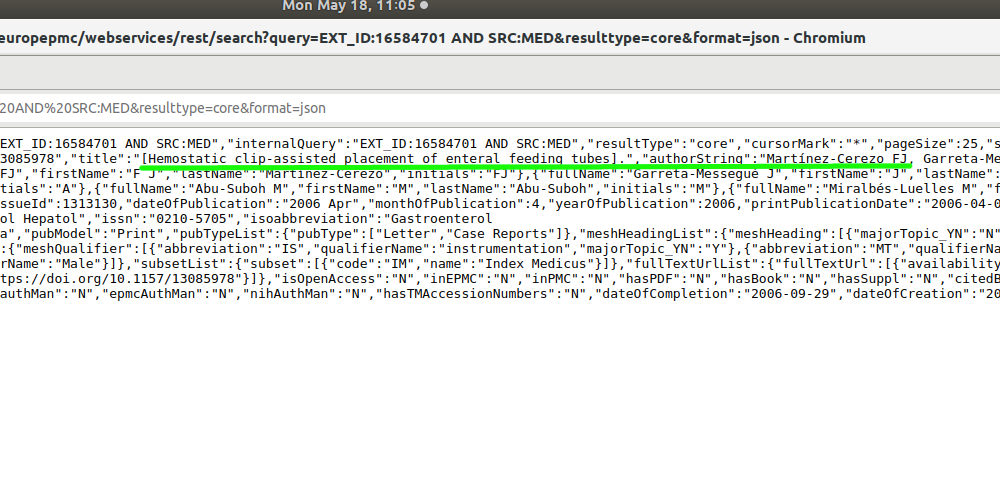 Mon May 18, 11:05
europepmc/webservices/rest/search?query=EXT_ID:16584701 AND SRC:MED&resulttype=core&format=json - Chromium
20AND%20SRC:MED&resulttype=core&format=json
EXT_ID:16584701 AND SRC:MED","internalQuery":"EXT_ID:16584701 AND SRC:MED","resultType":"core","cursorMark":"*","pageSize":25,"s
3085978","title":"[Hemostatic clip-assisted placement of enteral feeding tubes].","authorString":"Martínez-Cerezo FJ, Garreta-Me
FJ","firstName":"F J","lastName":"Martínez-Cerezo","initials":"FJ"},{"fullName":"Garreta-Messegué J","firstName":"J","lastName":
tials":"A"},{"fullName":"Abu-Suboh M","firstName":"M","lastName":"Abu-Suboh","initials":"M"},{"fullName":"Miralbés-Luelles M","f
ssueId":1313130,"dateOfPublication":"2006 Apr","monthOfPublication":4,"yearOfPublication":2006,"printPublicationDate":"2006-04-0
ol Hepatol","issn":"0210-5705","isoabbreviation":"Gastroenterol
a","pubModel":"Print","pubTypeList":{"pubType":["Letter","Case Reports"]},"meshHeadingList":{"meshHeading":[{"majorTopic_YN":"N"
:{"meshQualifier":[{"abbreviation":"IS","qualifierName":"instrumentation","majorTopic_YN":"Y"},{"abbreviation":"MT","qualifierNa
rName":"Male"}]},"subsetList":{"subset":[{"code":"IM","name":"Index Medicus"}]},"fullTextUrlList":{"fullTextUrl":[{"availability
tps://doi.org/10.1157/13085978"}]},"isOpenAccess":"N","inEPMC":"N","inPMC":"N","hasPDF":"N","hasBook":"N","hasSuppl":"N","citedB
authMan":"N","epmcAuthMan":"N","nihAuthMan":"N","hasTMAccessionNumbers":"N","dateOfCompletion":"2006-09-29","dateOfCreation":"20